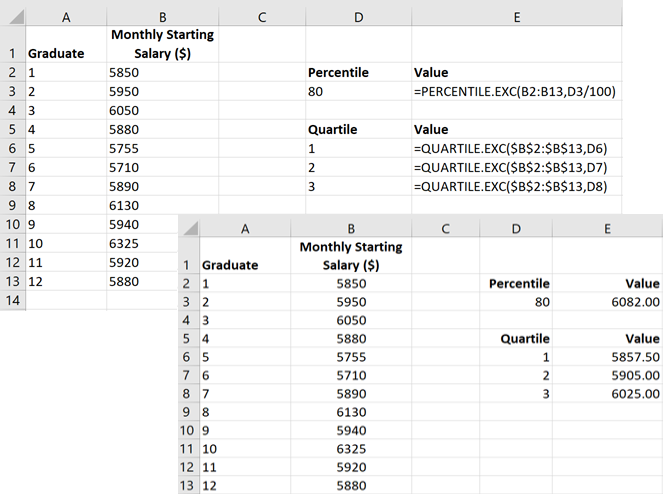 A B C D E
Monthly Starting
1 Graduate Salary ($)
2 1 5850 Percentile Value
3 2 5950 80 =PERCENTILE.EXC(B2:B13,D3/100)
4 3 6050
5 4 5880 Quartile Value
6 5 5755 1 =QUARTILE.EXC($B$2:$B$13,D6)
7 6 5710 2 =QUARTILE.EXC($B$2:$B$13,D7)
8 7 5890 3 =QUARTILE.EXC($B$2:$B$13,D8)
9 8 6130
10 9 5940
11 10 6325
12 11 5920
13 12 5880
14
A B C D E
Monthly Starting
1 Graduate Salary ($)
2 1 5850 Percentile Value
3 2 5950 80 6082.00
4 3 6050
5 4 5880 Quartile Value
6 5 5755 1 5857.50
7 6 5710 2 5905.00
8 7 5890 3 6025.00
9 8 6130
10 9 5940
11 10 6325
12 11 5920
13 12 5880